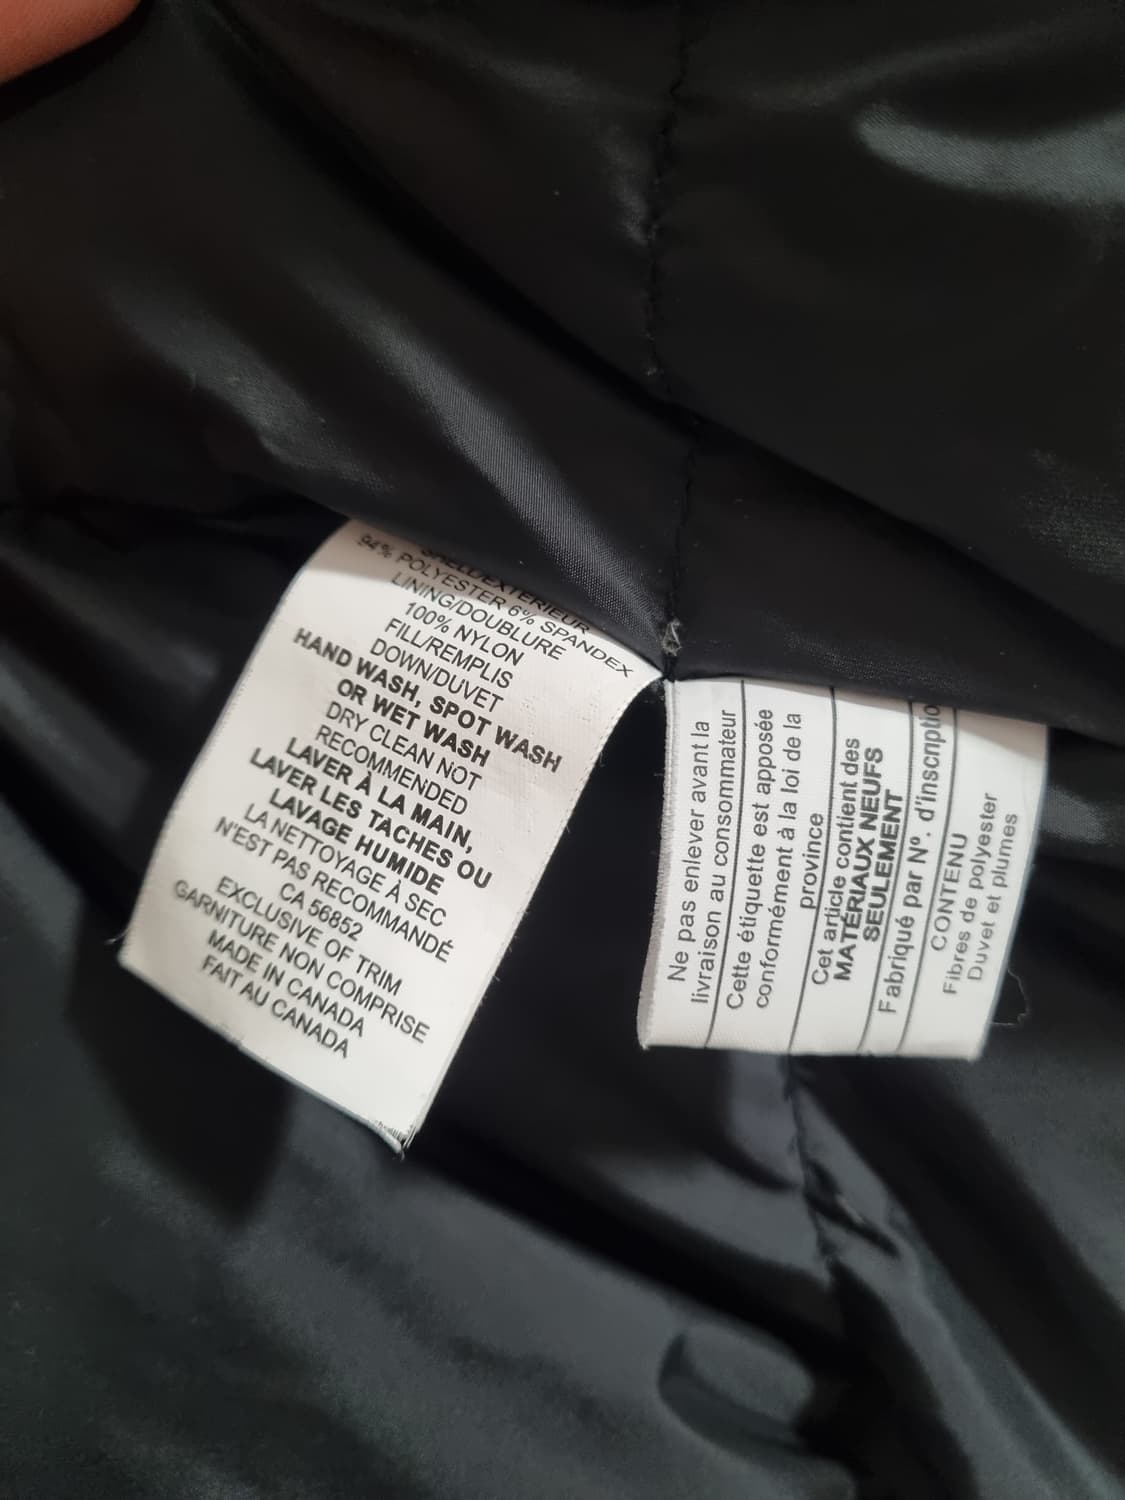 SHELL/EXTERIEUR
94% POLYESTER 6% SPANDEX
LINING/DOUBLURE
100% NYLON
FILL/REMPLIS
DOWN/DUVET
HAND WASH, SPOT WASH
OR WET WASH
DRY CLEAN NOT
RECOMMENDED
LAVER À LA MAIN,
LAVER LES TACHES OU
LAVAGE HUMIDE
LA NETTOYAGE À SEC
N'EST PAS RECOMMANDÉ
CA 56852
EXCLUSIVE OF TRIM
GARNITURE NON COMPRISE
MADE IN CANADA
FAIT AU CANADA
Ne pas enlever avant la
livraison au consommateur
Cette étiquette est apposée
conformément à la loi de la
province
Cet article contient des
MATÉRIAUX NEUFS
SEULEMENT
Fabriqué par Nº. d'inscriptio
CONTENU
Fibres de polyester
Duvet et plumes